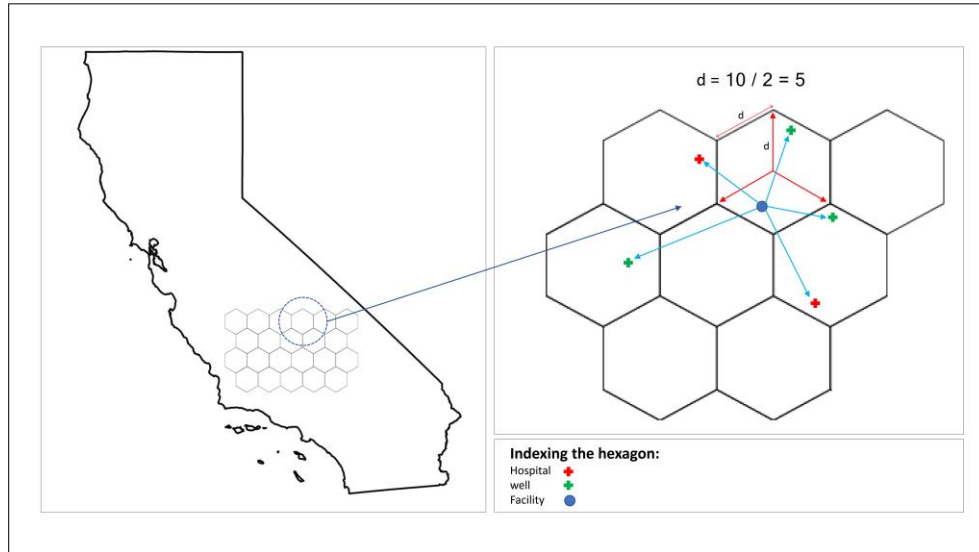 d = 10 / 2 = 5
d
d
Indexing the hexagon:
Hospital
well
Facility